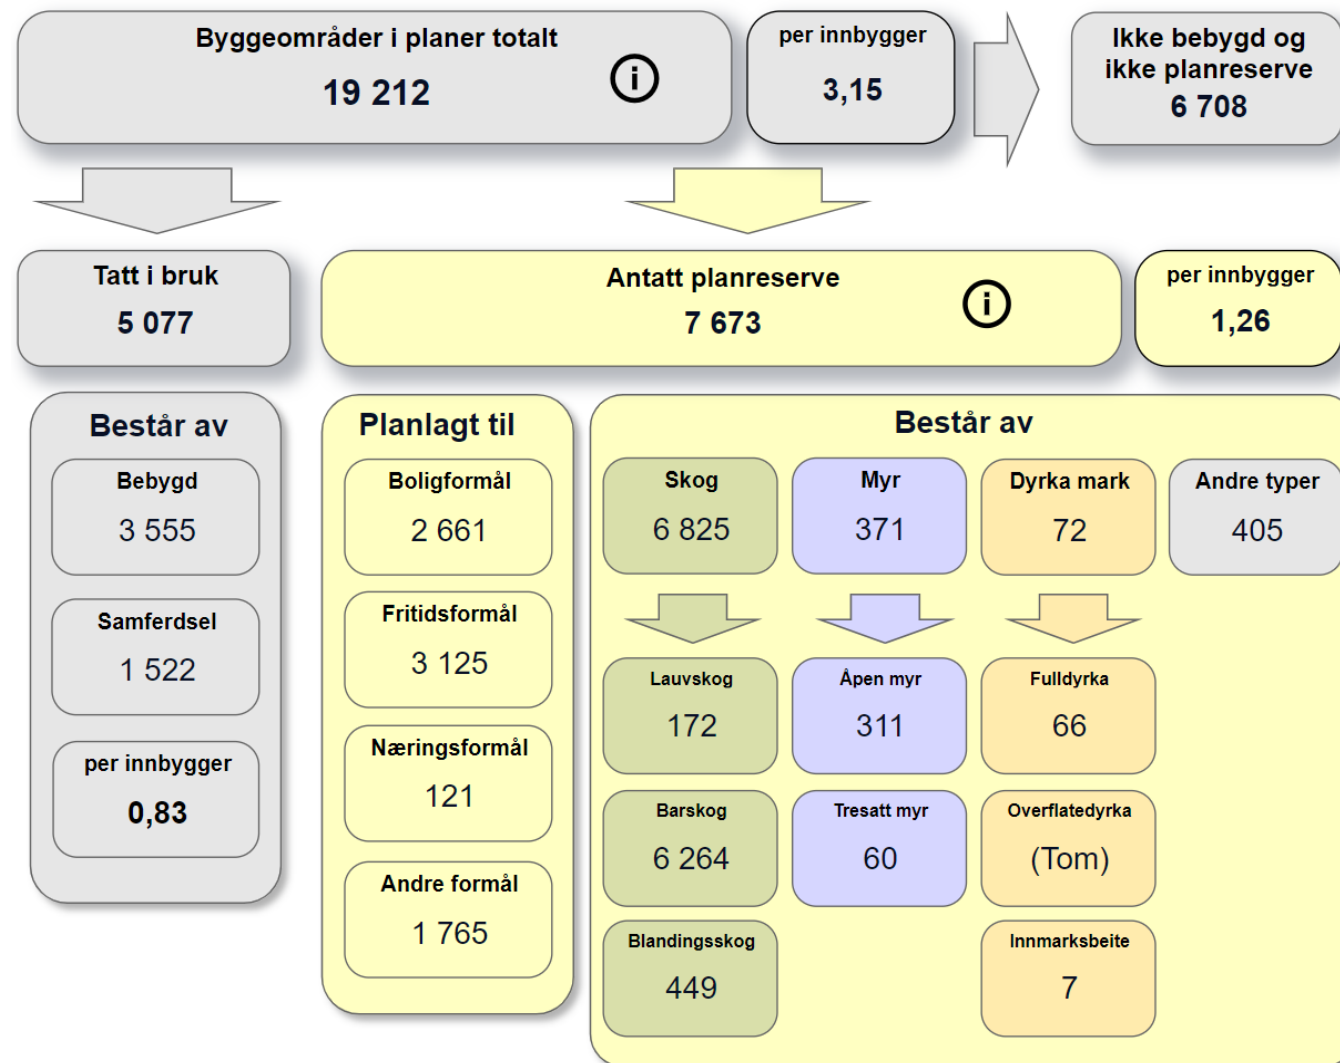 Byggeområder i planer totalt
19 212
per innbygger
3,15
Ikke bebygd og
ikke planreserve
6 708
Tatt i bruk
5 077
Antatt planreserve
7 673
per innbygger
1,26
Består av
Bebygd
3 555
Samferdsel
1 522
per innbygger
0,83
Planlagt til
Boligformål
2 661
Fritidsformål
3 125
Næringsformål
121
Andre formål
1 765
Består av
Skog
6 825
Myr
371
Dyrka mark
72
Andre typer
405
Lauvskog
172
Åpen myr
311
Fulldyrka
66
Barskog
6 264
Tresatt myr
60
Overflatedyrka
(Tom)
Blandingsskog
449
Innmarksbeite
7